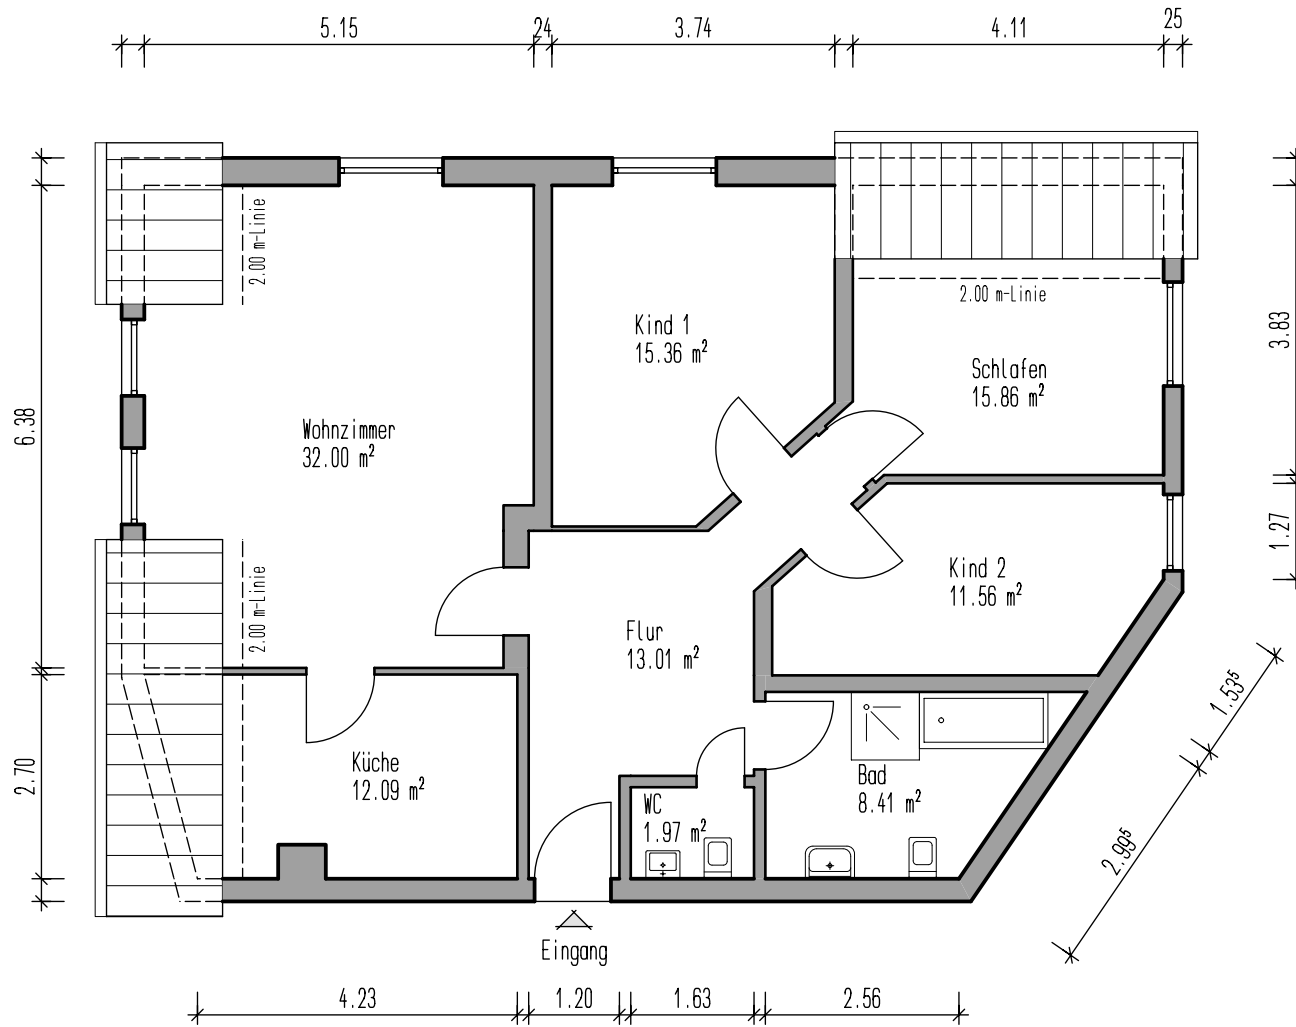 5.15
24
3.74
4.11
25
2.00 m-Linie
2.00 m-Linie
3.83
Kind 1
15.36 m²
Schlafen
15.86 m²
6.38
Wohnzimmer
32.00 m²
1.27
Kind 2
11.56 m²
2.00 m-Linie
Flur
13.01 m²
1.53⁵
2.70
Küche
12.09 m²
WC
1.97 m²
Bad
8.41 m²
2.99⁵
Eingang
4.23
1.20
1.63
2.56